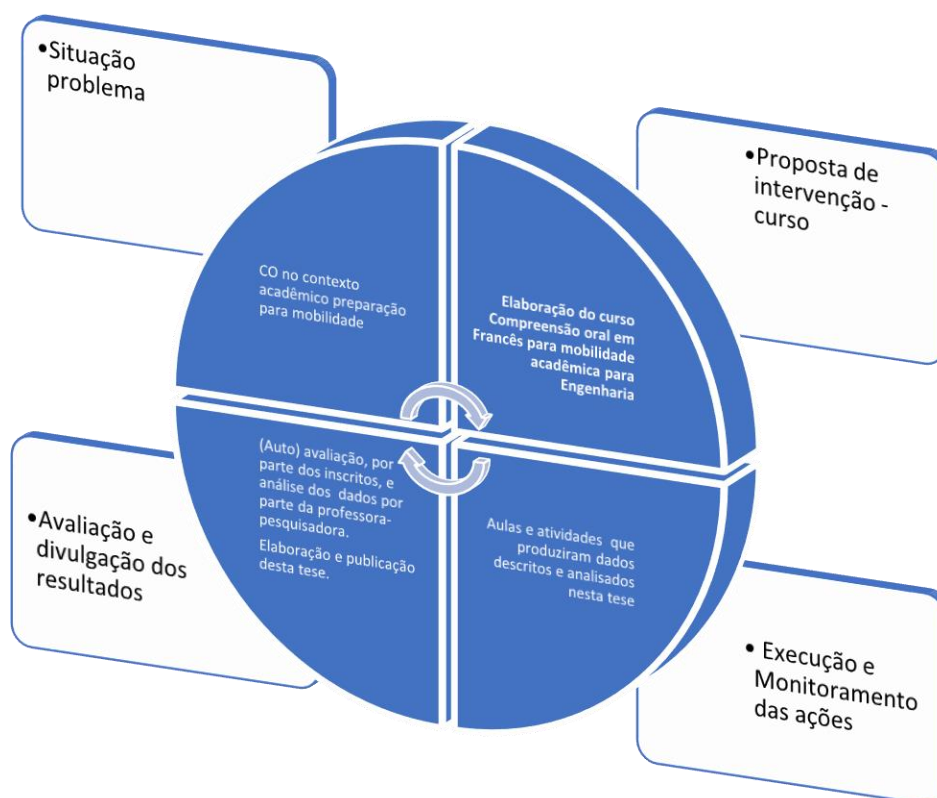 •Situação
problema
•Proposta de
intervenção -
curso
CO no contexto
acadêmico preparação
para mobilidade
Elaboração do curso
Compreensão oral em
Francês para mobilidade
acadêmica para
Engenharia
(Auto) avaliação, por
parte dos inscritos, e
análise dos dados por
parte da professora-
pesquisadora.
Elaboração e publicação
desta tese.
Aulas e atividades que
produziram dados
descritos e analisados
nesta tese
•Avaliação e
divulgação dos
resultados
• Execução e
Monitoramento
das ações